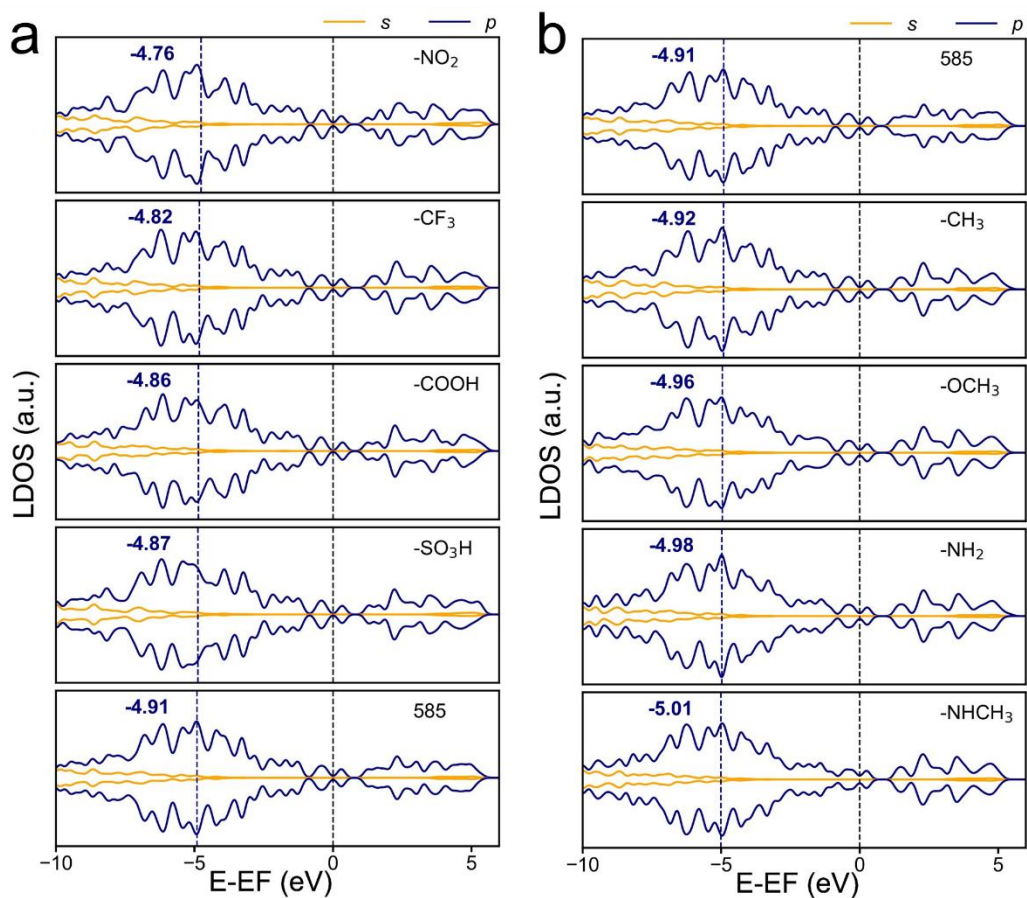 a
s p
-4.76 -NO₂
-4.82 -CF₃
-4.86 -COOH
-4.87 -SO₃H
-4.91 585
LDOS (a.u.)
−10 −5 0 5
E-EF (eV)
b
s p
-4.91 585
-4.92 -CH₃
-4.96 -OCH₃
-4.98 -NH₂
-5.01 -NHCH₃
LDOS (a.u.)
−10 −5 0 5
E-EF (eV)